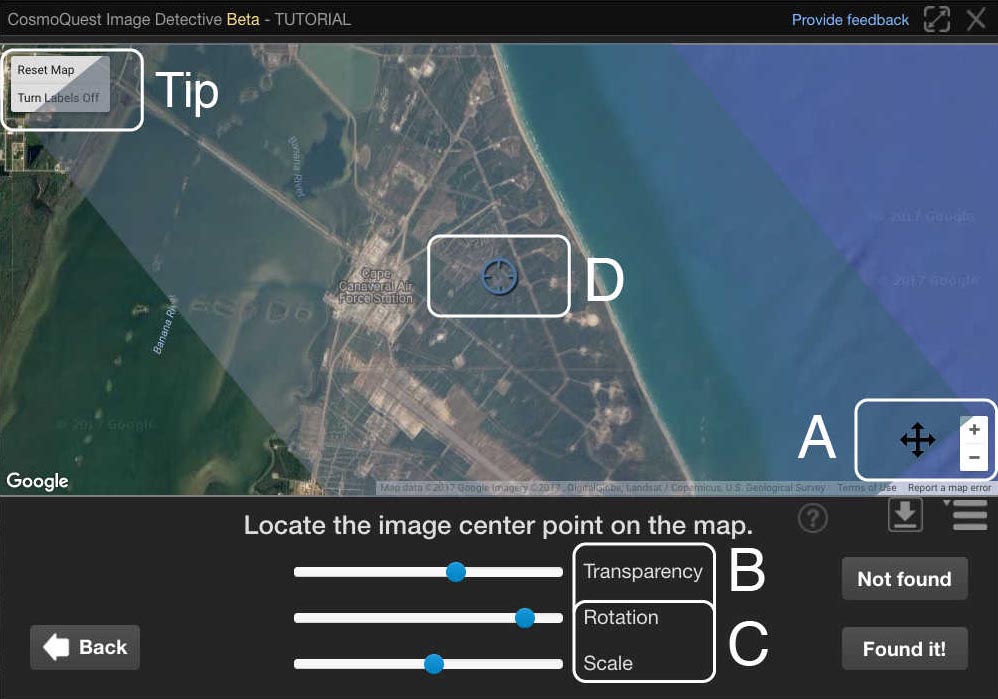 CosmoQuest Image Detective Beta - TUTORIAL
Provide feedback
Reset Map
Turn Labels Off
Tip
Banana River
© 2017 Google
© 2017 Google
Cape
Canaveral Air
Force Station
D
Banana River
© 2017 Google
A
+
−
Google
Map data ©2017 Google Imagery ©2017 , DigitalGlobe, Landsat / Copernicus, U.S. Geological Survey
Terms of Use
Report a map error
Locate the image center point on the map.
?
Transparency
B
Not found
Rotation
C
Back
Scale
Found it!